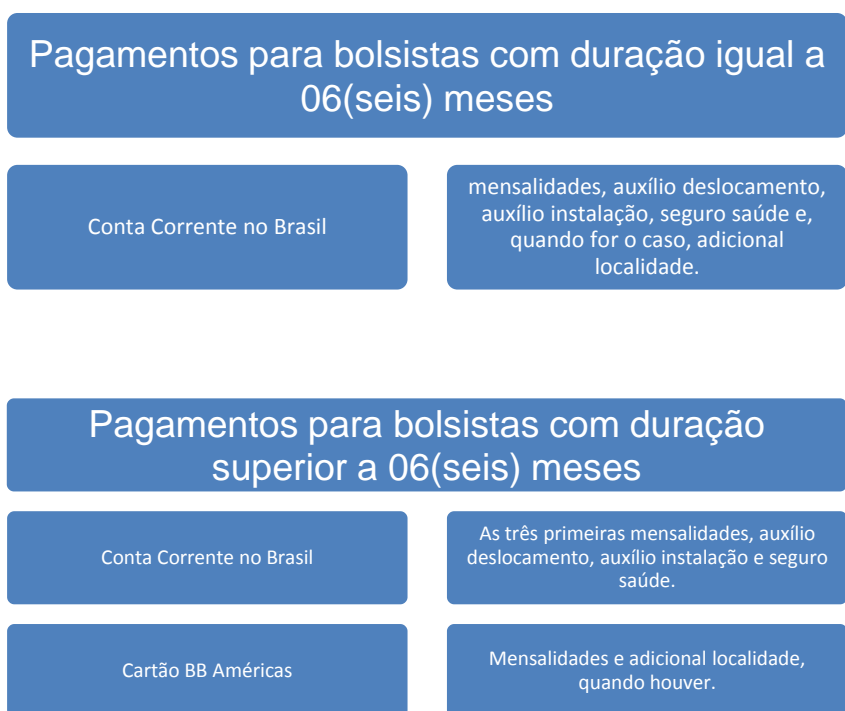 Pagamentos para bolsistas com duração igual a
06(seis) meses
Conta Corrente no Brasil
mensalidades, auxílio deslocamento,
auxílio instalação, seguro saúde e,
quando for o caso, adicional
localidade.
Pagamentos para bolsistas com duração
superior a 06(seis) meses
Conta Corrente no Brasil
As três primeiras mensalidades, auxílio
deslocamento, auxílio instalação e seguro
saúde.
Cartão BB Américas
Mensalidades e adicional localidade,
quando houver.